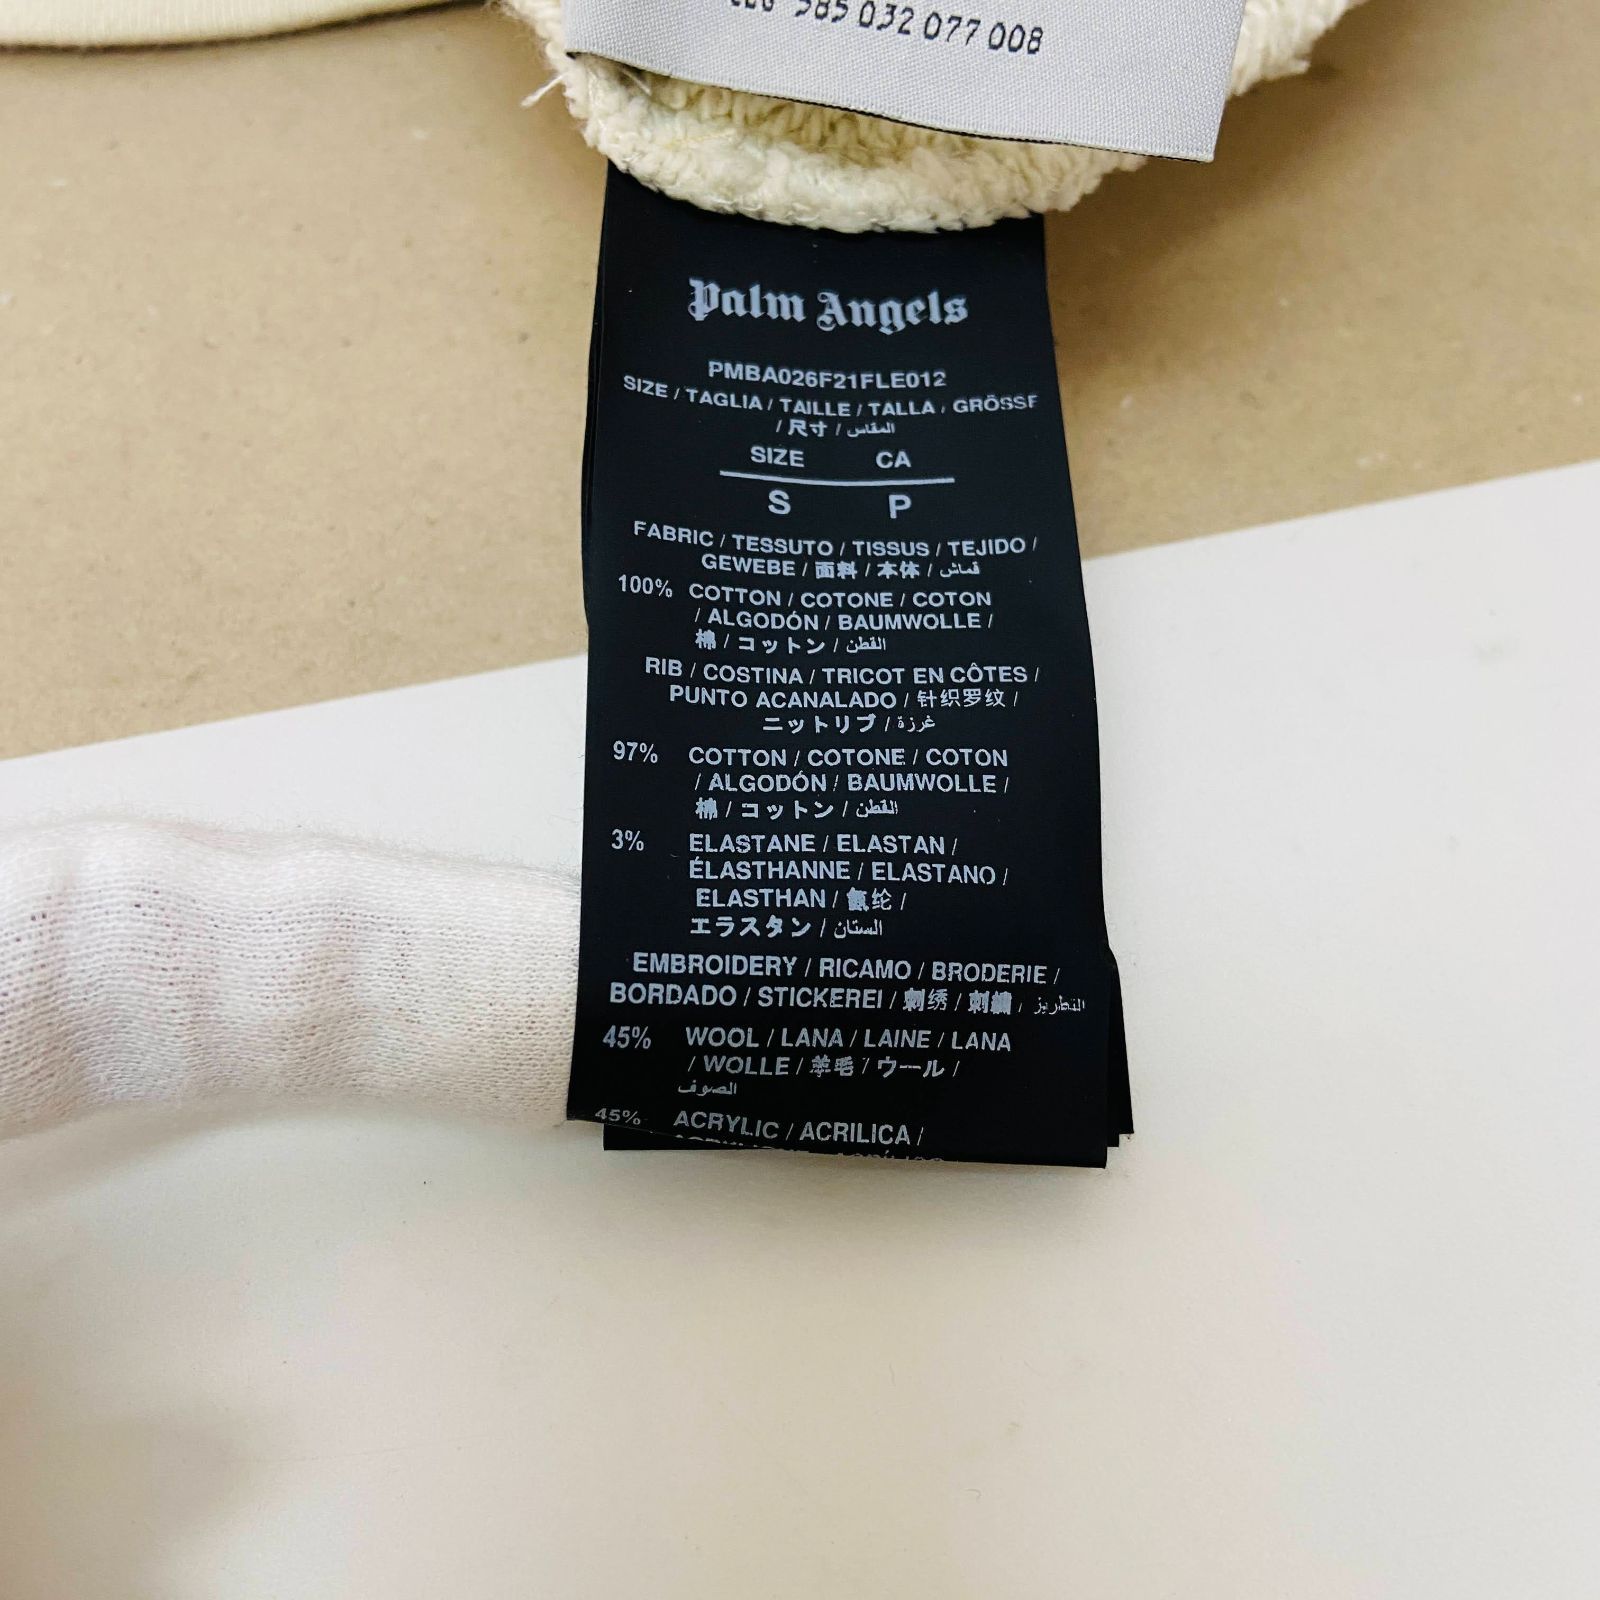 585 032 077 008
Palm Angels
PMBA026F21FLE012
SIZE / TAGLIA / TAILLE / TALLA / GRÖSSE
/ 尺寸 / المقاس
SIZE CA
S P
FABRIC / TESSUTO / TISSUS / TEJIDO /
GEWEBE / 面料 / 本体 / قماش
100% COTTON / COTONE / COTON
/ ALGODÓN / BAUMWOLLE /
棉 / コットン / القطن
RIB / COSTINA / TRICOT EN CÔTES /
PUNTO ACANALADO / 针织罗纹 /
ニットリブ / غرزة
97% COTTON / COTONE / COTON
/ ALGODÓN / BAUMWOLLE /
棉 / コットン / القطن
3% ELASTANE / ELASTAN /
ÉLASTHANNE / ELASTANO /
ELASTHAN / 氨纶 /
エラスタン / الستان
EMBROIDERY / RICAMO / BRODERIE /
BORDADO / STICKEREI / 刺绣 / 刺繍 / التطريز
45% WOOL / LANA / LAINE / LANA
/ WOLLE / 羊毛 / ウール /
الصوف
45% ACRYLIC / ACRILICA /